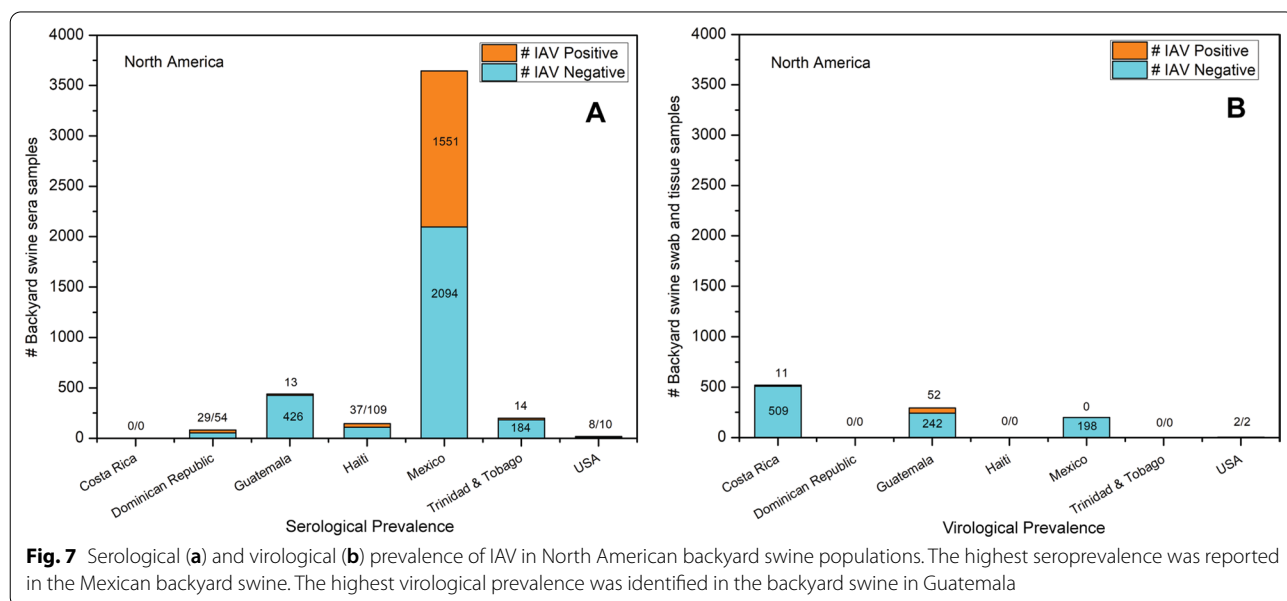 4000
3500
3000
2500
2000
1500
1000
500
0
# Backyard swine sera samples
North America
# IAV Positive
# IAV Negative
A
1551
2094
0/0
29/54
13
426
37/109
14
184
8/10
Costa Rica
Dominican Republic
Guatemala
Haiti
Mexico
Trinidad & Tobago
USA
Serological Prevalence
4000
3500
3000
2500
2000
1500
1000
500
0
# Backyard swine swab and tissue samples
North America
# IAV Positive
# IAV Negative
B
11
509
0/0
52
242
0/0
0
198
0/0
2/2
Costa Rica
Dominican Republic
Guatemala
Haiti
Mexico
Trinidad & Tobago
USA
Virological Prevalence
Fig. 7 Serological (a) and virological (b) prevalence of IAV in North American backyard swine populations. The highest seroprevalence was reported
in the Mexican backyard swine. The highest virological prevalence was identified in the backyard swine in Guatemala